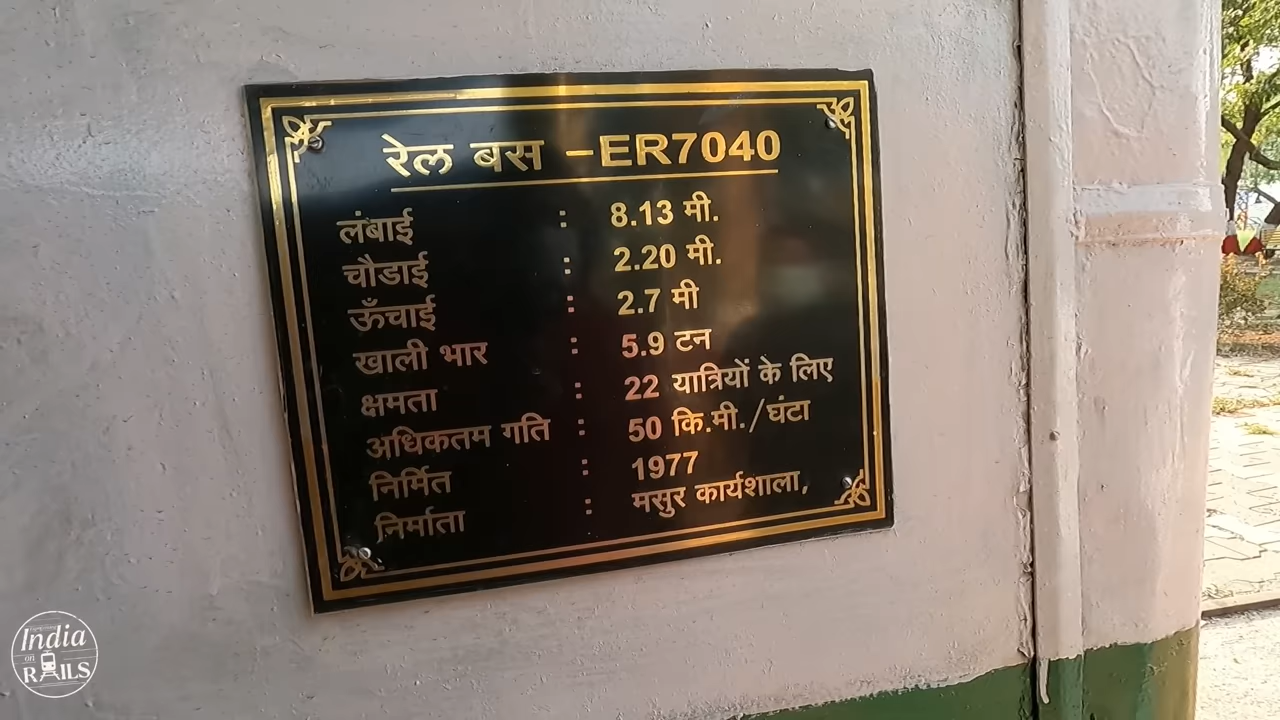 रेल बस –ER7040
लंबाई : 8.13 मी.
चौडाई : 2.20 मी.
ऊँचाई : 2.7 मी
खाली भार : 5.9 टन
क्षमता : 22 यात्रियों के लिए
अधिकतम गति : 50 कि.मी./घंटा
निर्मित : 1977
निर्माता : मसुर कार्यशाला,
India
on
RAILS